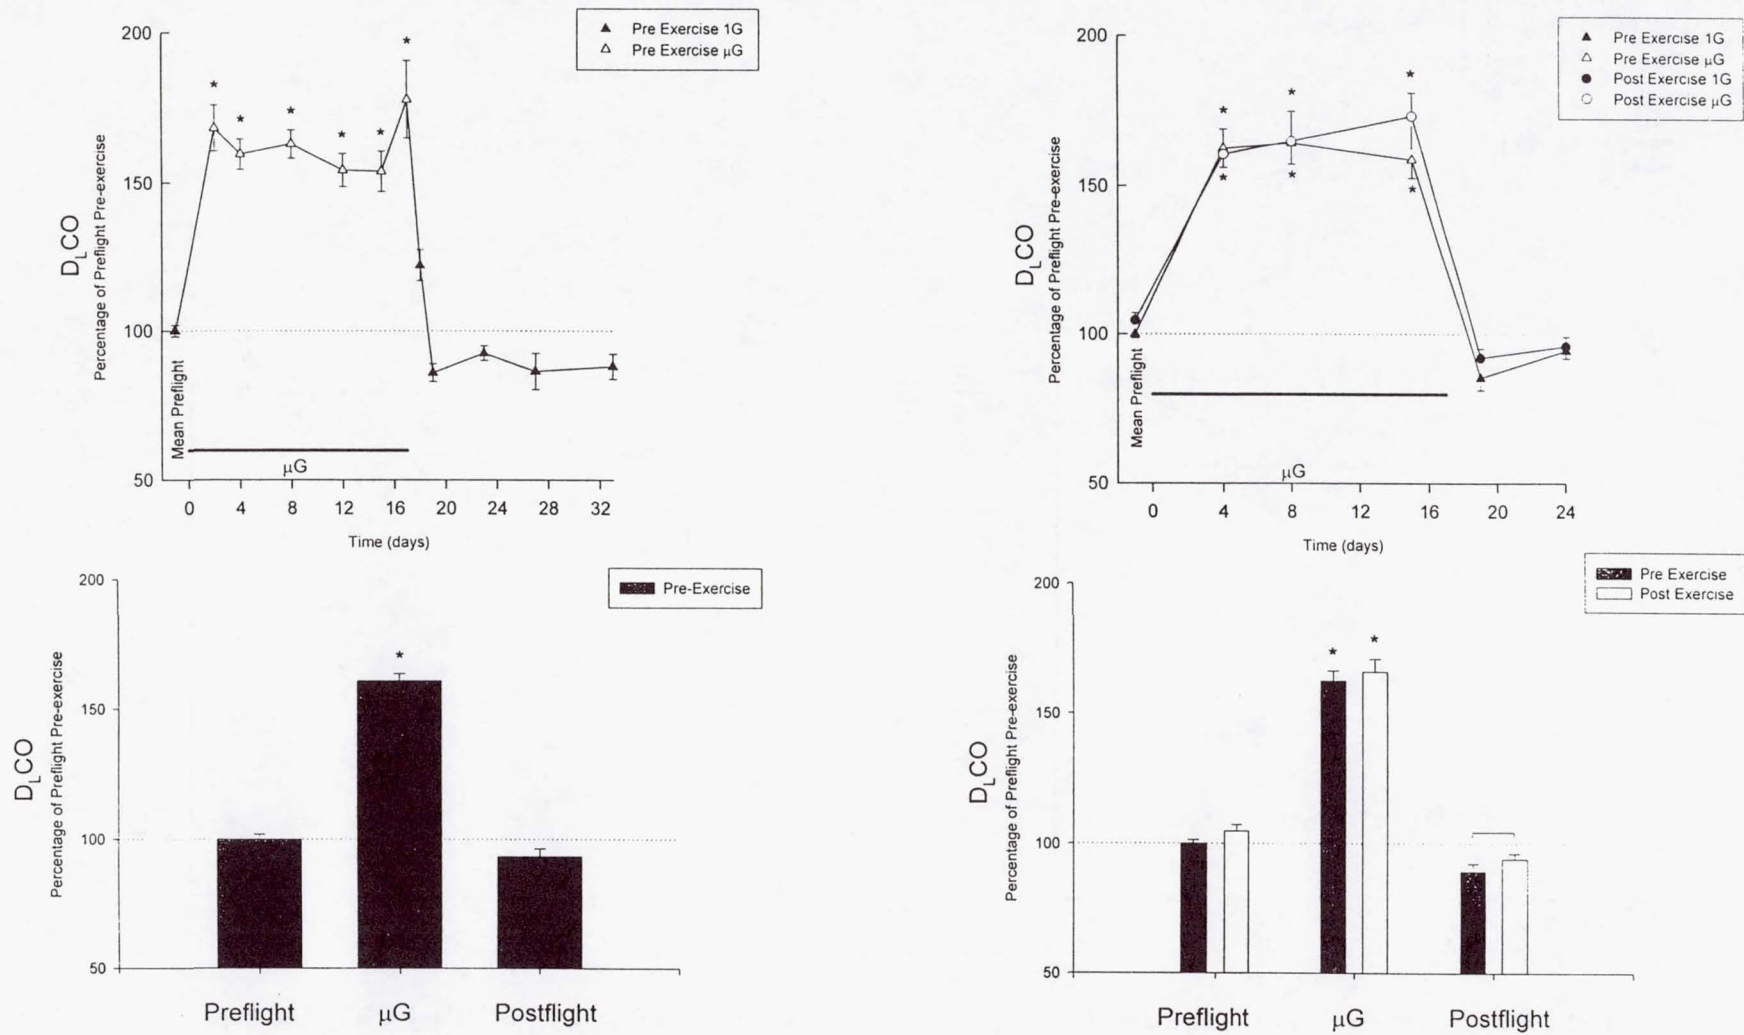 Pre Exercise 1G
Pre Exercise μG
200
150
100
50
DLCO
Percentage of Preflight Pre-exercise
Mean Preflight
* * * * * * *
μG
0 4 8 12 16 20 24 28 32
Time (days)
Pre Exercise 1G
Pre Exercise μG
Post Exercise 1G
Post Exercise μG
200
150
100
50
DLCO
Percentage of Preflight Pre-exercise
Mean Preflight
* * *
* * *
μG
0 4 8 12 16 20 24
Time (days)
Pre-Exercise
200
150
100
50
DLCO
Percentage of Preflight Pre-exercise
*
Preflight μG Postflight
Pre Exercise
Post Exercise
200
150
100
50
DLCO
Percentage of Preflight Pre-exercise
* *
Preflight μG Postflight